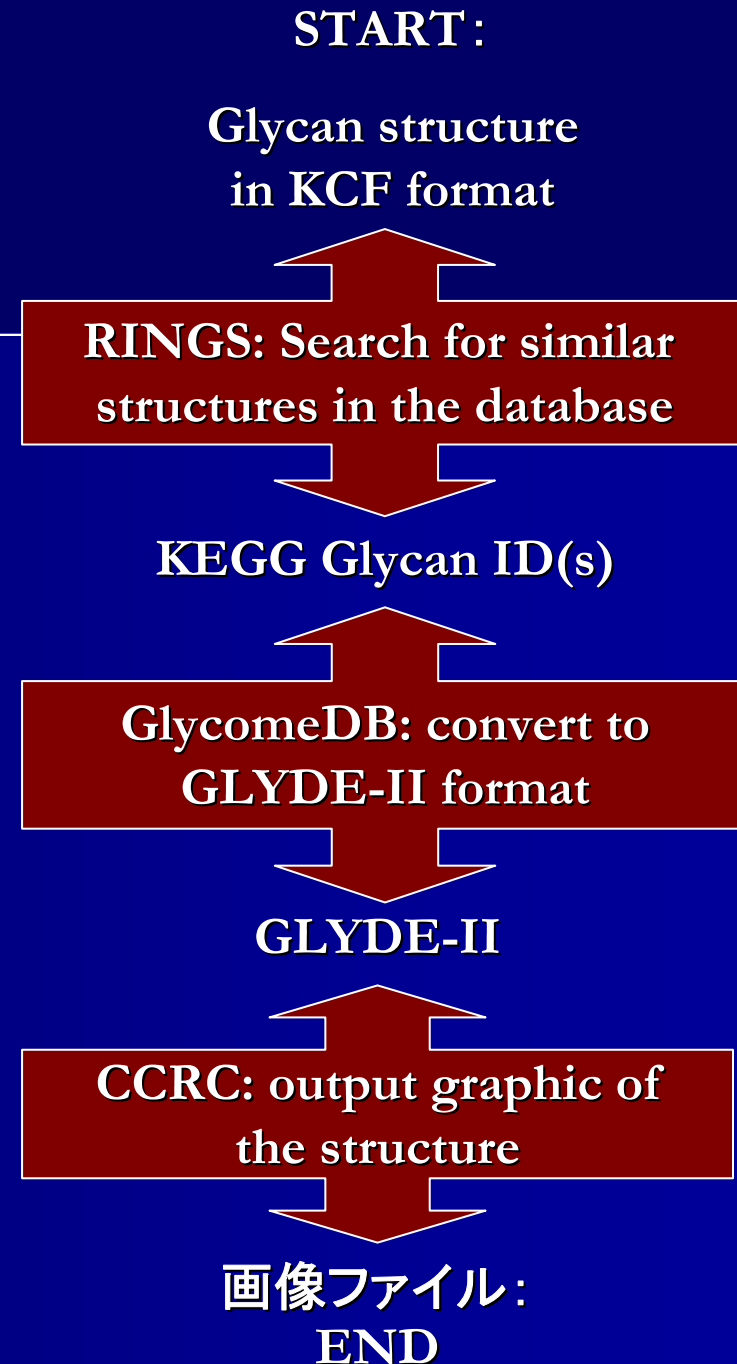 START：
Glycan structure
in KCF format
RINGS: Search for similar
structures in the database
KEGG Glycan ID(s)
GlycomeDB: convert to
GLYDE-II format
GLYDE-II
CCRC: output graphic of
the structure
画像ファイル：
END